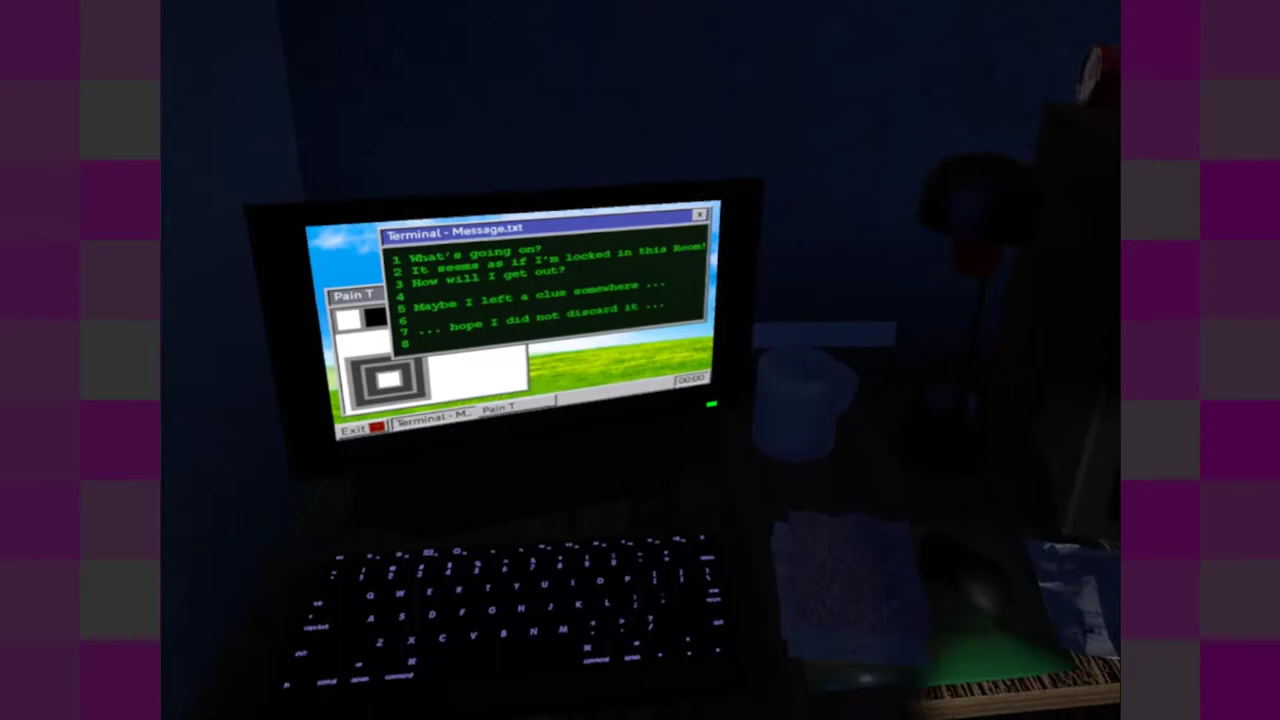 Terminal - Message.txt
x
1 What's going on?
2 It seems as if I'm locked in this Room!
3 How will I get out?
4
5 Maybe I left a clue somewhere ...
6
7 ... hope I did not discard it ...
8
Pain T
00:00
Exit
Terminal - M..
Pain T
Q W E R T Y U I O P
A S D F G H J K L
Z X C V B N M
command
command